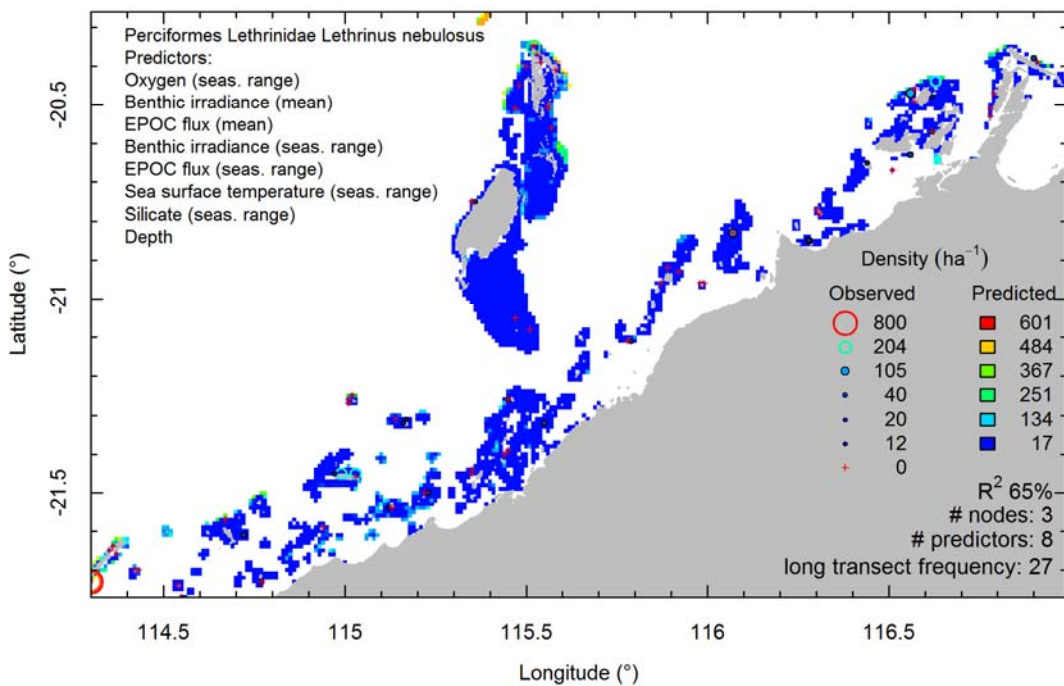 Perciformes Lethrinidae Lethrinus nebulosus
Predictors:
Oxygen (seas. range)
Benthic irradiance (mean)
EPOC flux (mean)
Benthic irradiance (seas. range)
EPOC flux (seas. range)
Sea surface temperature (seas. range)
Silicate (seas. range)
Depth
-20.5
-21
-21.5
Latitude (°)
Density (ha⁻¹)
Observed Predicted
800 601
204 484
105 367
40 251
20 134
12 17
0
R² 65%
# nodes: 3
# predictors: 8
long transect frequency: 27
114.5 115 115.5 116 116.5
Longitude (°)